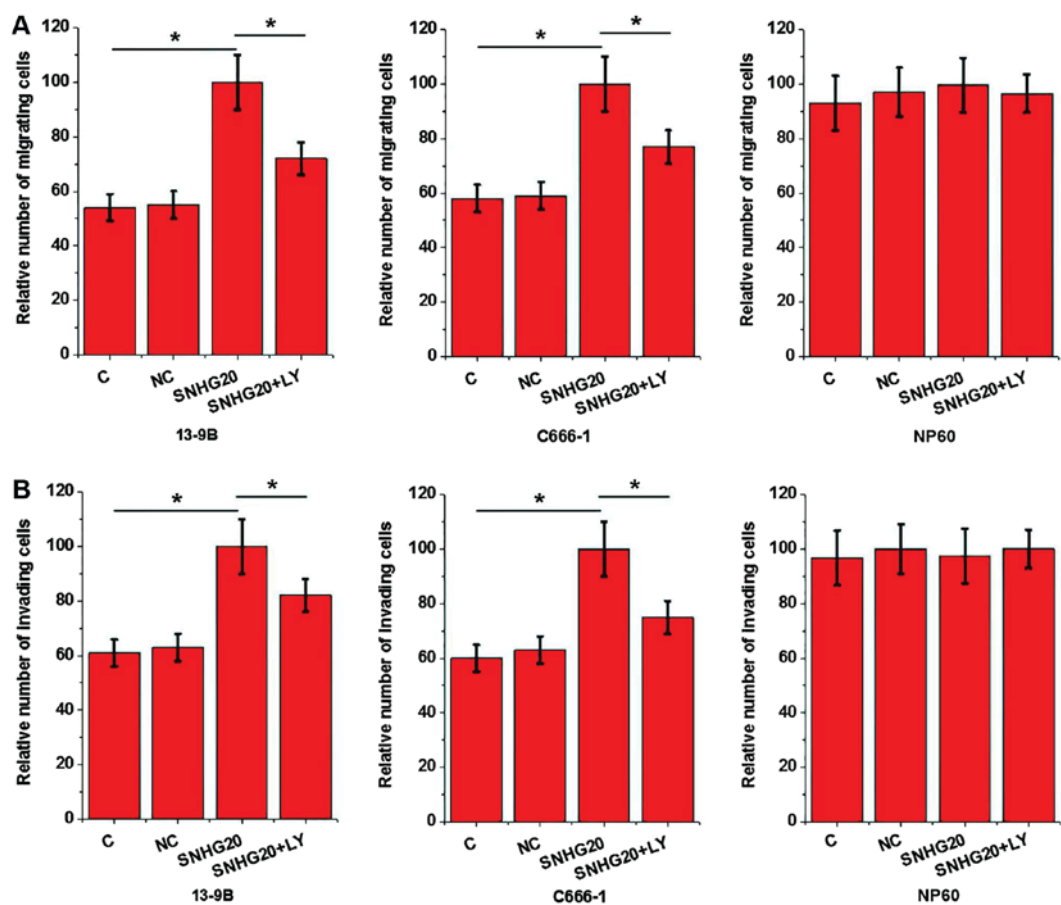 A
Relative number of migrating cells
120
100
80
60
40
20
0
*
*
C
NC
SNHG20
SNHG20+LY
13-9B
Relative number of migrating cells
120
100
80
60
40
20
0
*
*
C
NC
SNHG20
SNHG20+LY
C666-1
Relative number of migrating cells
120
100
80
60
40
20
0
C
NC
SNHG20
SNHG20+LY
NP60
B
Relative number of invading cells
120
100
80
60
40
20
0
*
*
C
NC
SNHG20
SNHG20+LY
13-9B
Relative number of invading cells
120
100
80
60
40
20
0
*
*
C
NC
SNHG20
SNHG20+LY
C666-1
Relative number of invading cells
120
100
80
60
40
20
0
C
NC
SNHG20
SNHG20+LY
NP60